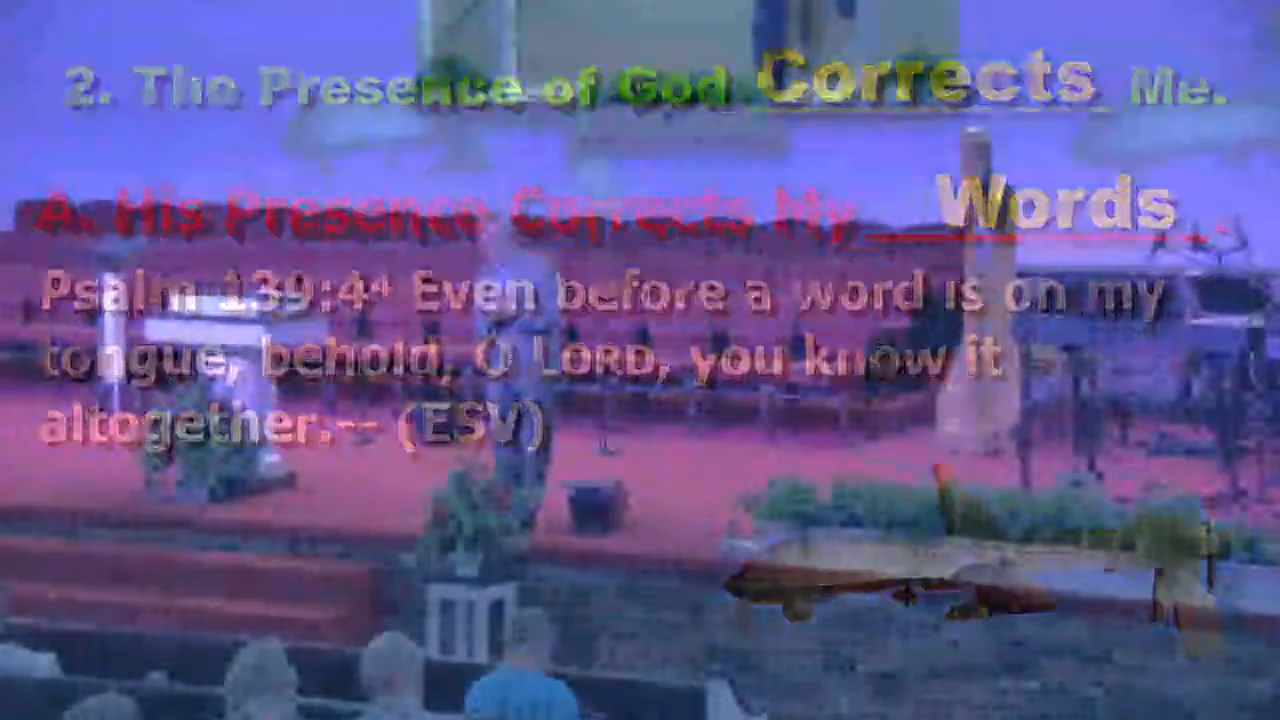 2. The Presence of God Corrects Me.
A. His Presence Corrects My Words.
Psalm 139:4⁴ Even before a word is on my
tongue, behold, O LORD, you know it
altogether.-- (ESV)